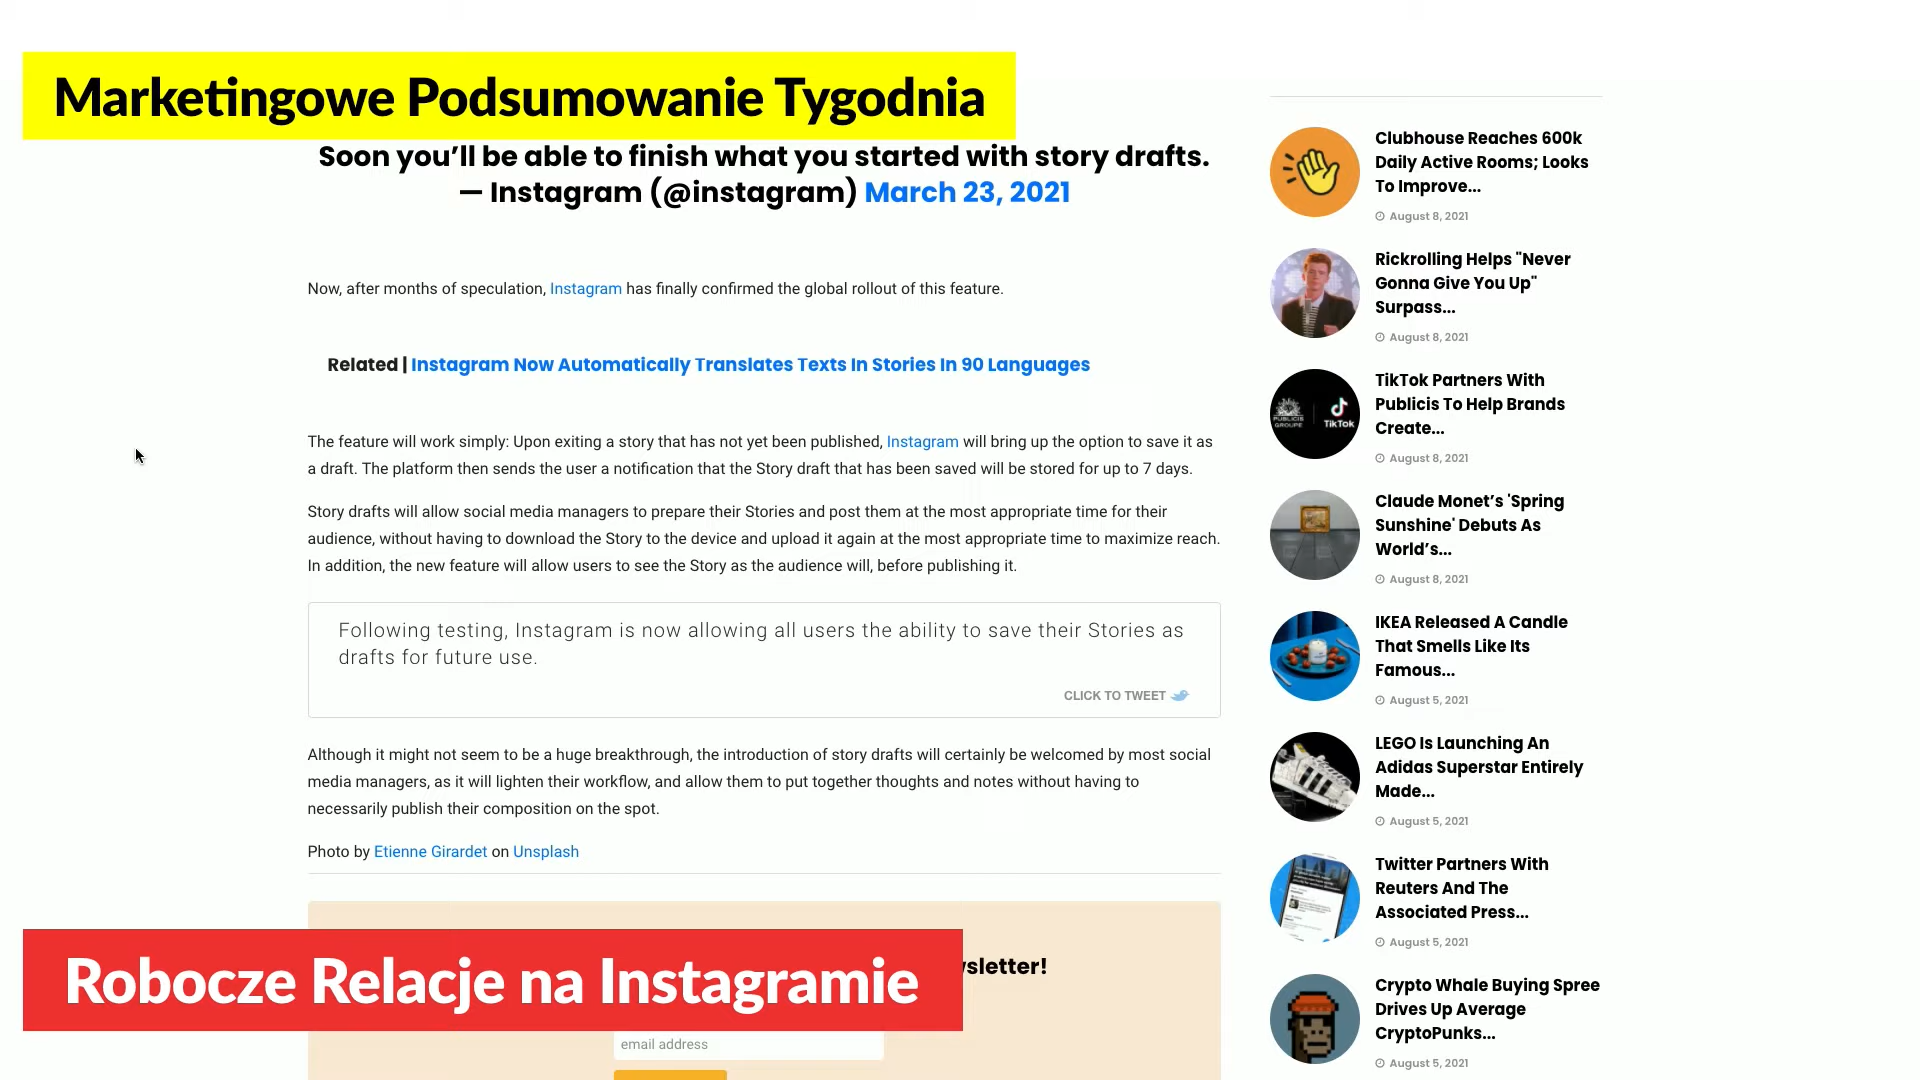 Marketingowe Podsumowanie Tygodnia
Soon you’ll be able to finish what you started with story drafts.
— Instagram (@instagram) March 23, 2021
Now, after months of speculation, Instagram has finally confirmed the global rollout of this feature.
Related | Instagram Now Automatically Translates Texts In Stories In 90 Languages
The feature will work simply: Upon exiting a story that has not yet been published, Instagram will bring up the option to save it as
a draft. The platform then sends the user a notification that the Story draft that has been saved will be stored for up to 7 days.
Story drafts will allow social media managers to prepare their Stories and post them at the most appropriate time for their
audience, without having to download the Story to the device and upload it again at the most appropriate time to maximize reach.
In addition, the new feature will allow users to see the Story as the audience will, before publishing it.
Following testing, Instagram is now allowing all users the ability to save their Stories as
drafts for future use.
CLICK TO TWEET
Although it might not seem to be a huge breakthrough, the introduction of story drafts will certainly be welcomed by most social
media managers, as it will lighten their workflow, and allow them to put together thoughts and notes without having to
necessarily publish their composition on the spot.
Photo by Etienne Girardet on Unsplash
sletter!
Robocze Relacje na Instagramie
email address
Clubhouse Reaches 600k
Daily Active Rooms; Looks
To Improve...
August 8, 2021
Rickrolling Helps "Never
Gonna Give You Up"
Surpass...
August 8, 2021
PUBLICIS
GROUPE
TikTok
TikTok Partners With
Publicis To Help Brands
Create...
August 8, 2021
Claude Monet’s 'Spring
Sunshine' Debuts As
World’s...
August 8, 2021
IKEA Released A Candle
That Smells Like Its
Famous...
August 5, 2021
LEGO Is Launching An
Adidas Superstar Entirely
Made...
August 5, 2021
Twitter Partners With
Reuters And The
Associated Press...
August 5, 2021
Crypto Whale Buying Spree
Drives Up Average
CryptoPunks...
August 5, 2021